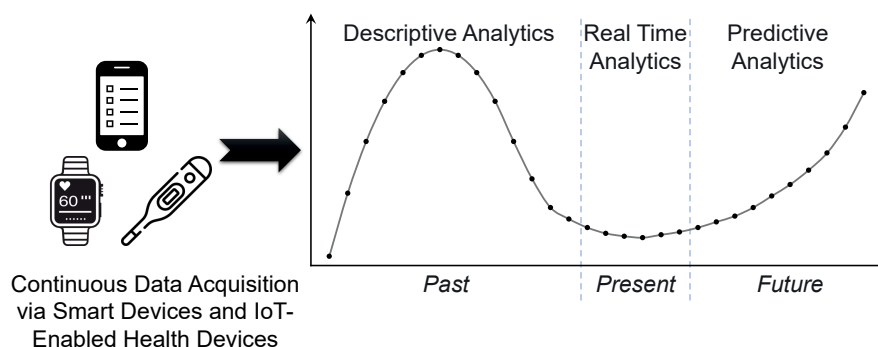 Descriptive Analytics
Real Time
Analytics
Predictive
Analytics
60
Continuous Data Acquisition
via Smart Devices and IoT-
Enabled Health Devices
Past
Present
Future